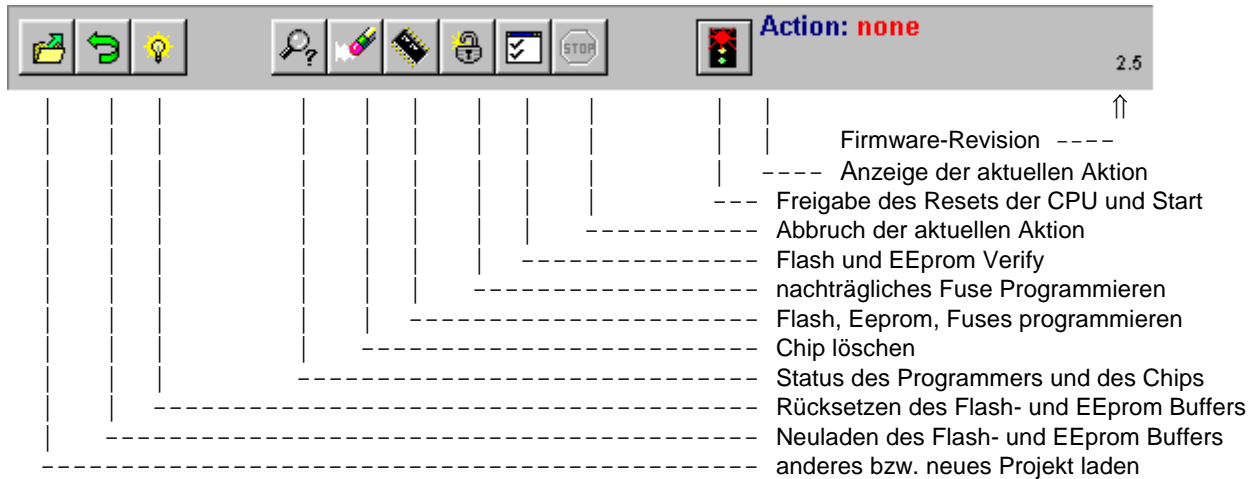 Action: none
STOP
2.5
Firmware-Revision
Anzeige der aktuellen Aktion
Freigabe des Resets der CPU und Start
Abbruch der aktuellen Aktion
Flash und EEprom Verify
nachträgliches Fuse Programmieren
Flash, Eeprom, Fuses programmieren
Chip löschen
Status des Programmers und des Chips
Rücksetzen des Flash- und EEprom Buffers
Neuladen des Flash- und EEprom Buffers
anderes bzw. neues Projekt laden